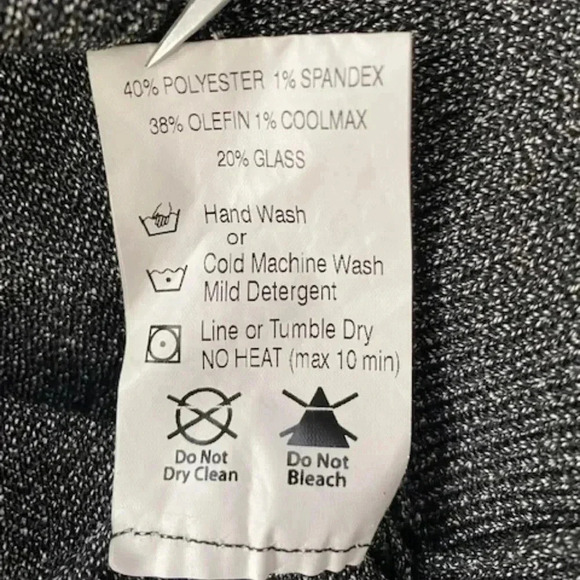 40% POLYESTER 1% SPANDEX
38% OLEFIN 1% COOLMAX
20% GLASS
Hand Wash
or
Cold Machine Wash
Mild Detergent
Line or Tumble Dry
NO HEAT (max 10 min)
Do Not
Dry Clean
Do Not
Bleach